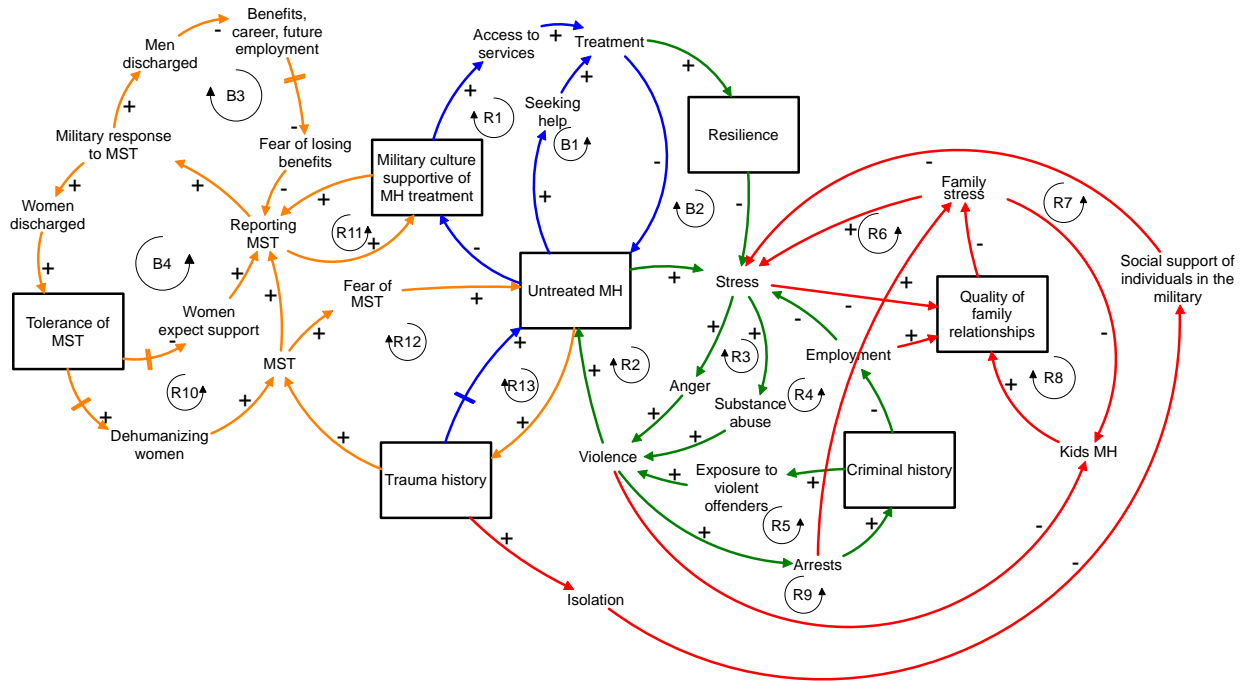 Benefits,
career, future
employment
Men
discharged
-
+
B3
Access to
services
+
Treatment
+
Seeking
help
+
+
R1
B1
Resilience
-
Military response
to MST
-
Fear of losing
benefits
Military culture
supportive of
MH treatment
-
+
+
+
-
B2
-
Family
stress
R7
Women
discharged
Reporting
MST
R11
+
+
R6
-
+
B4
+
+
Fear of
MST
+
Untreated MH
+
Stress
+
-
Social support of
individuals in the
military
Quality of
family
relationships
Tolerance of
MST
Women
expect support
-
+
R12
+
+
+
R3
-
Employment
+
-
MST
R10
+
+
R13
R2
Anger
Substance
abuse
R4
+
R8
+
Dehumanizing
women
+
+
+
+
-
Violence
Kids MH
Trauma history
Exposure to
violent
offenders
+
+
Criminal history
+
+
R5
+
-
Arrests
-
R9
Isolation